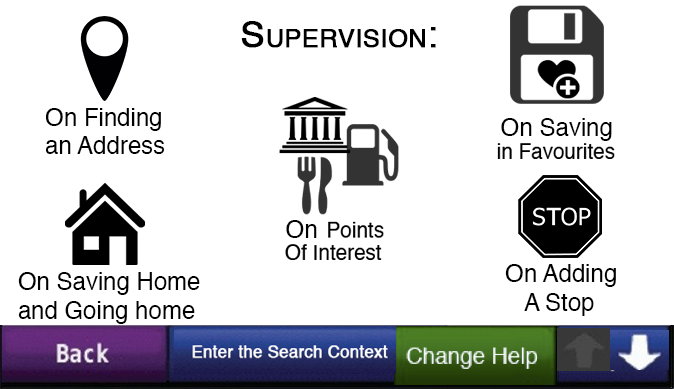 SUPERVISION:
On Finding
an Address
On Saving
in Favourites
On Points
Of Interest
STOP
On Saving Home
and Going home
On Adding
A Stop
Back
Enter the Search Context
Change Help